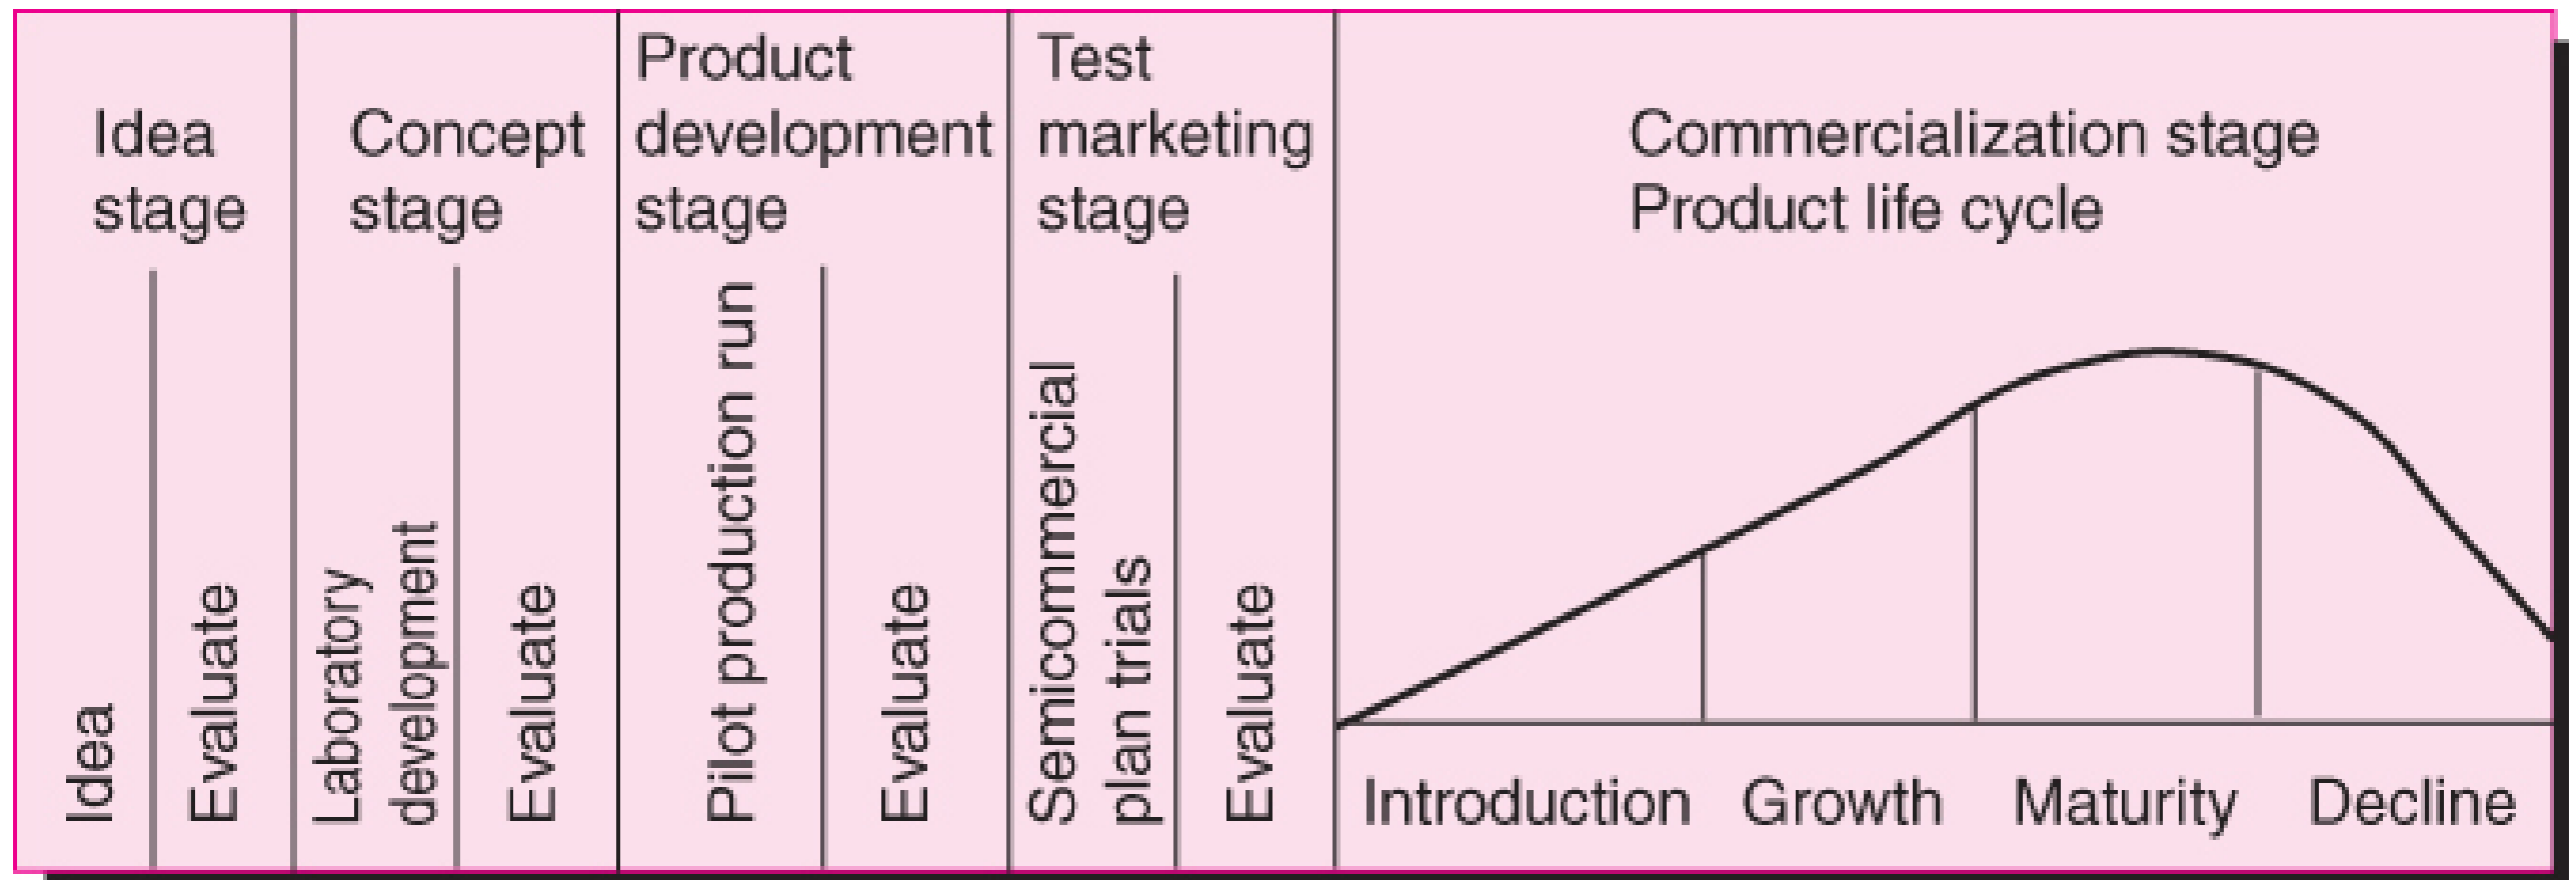 Idea
stage
Concept
stage
Product
development
stage
Test
marketing
stage
Commercialization stage
Product life cycle
Idea
Evaluate
Laboratory
development
Evaluate
Pilot production run
Evaluate
Semicommercial
plan trials
Evaluate
Introduction
Growth
Maturity
Decline